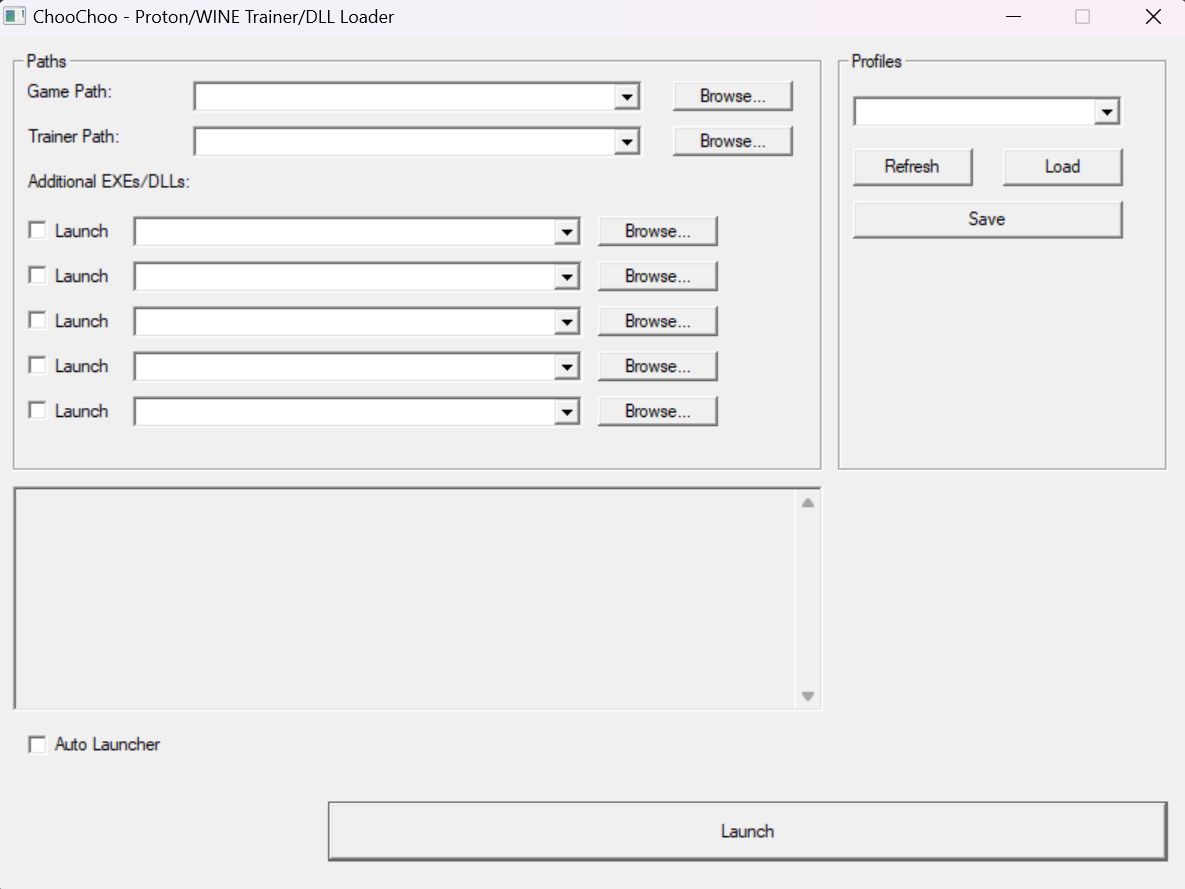 ChooChoo - Proton/WINE Trainer/DLL Loader
Paths
Game Path:
Browse...
Trainer Path:
Browse...
Additional EXEs/DLLs:
Launch
Browse...
Launch
Browse...
Launch
Browse...
Launch
Browse...
Launch
Browse...
Profiles
Refresh
Load
Save
Auto Launcher
Launch